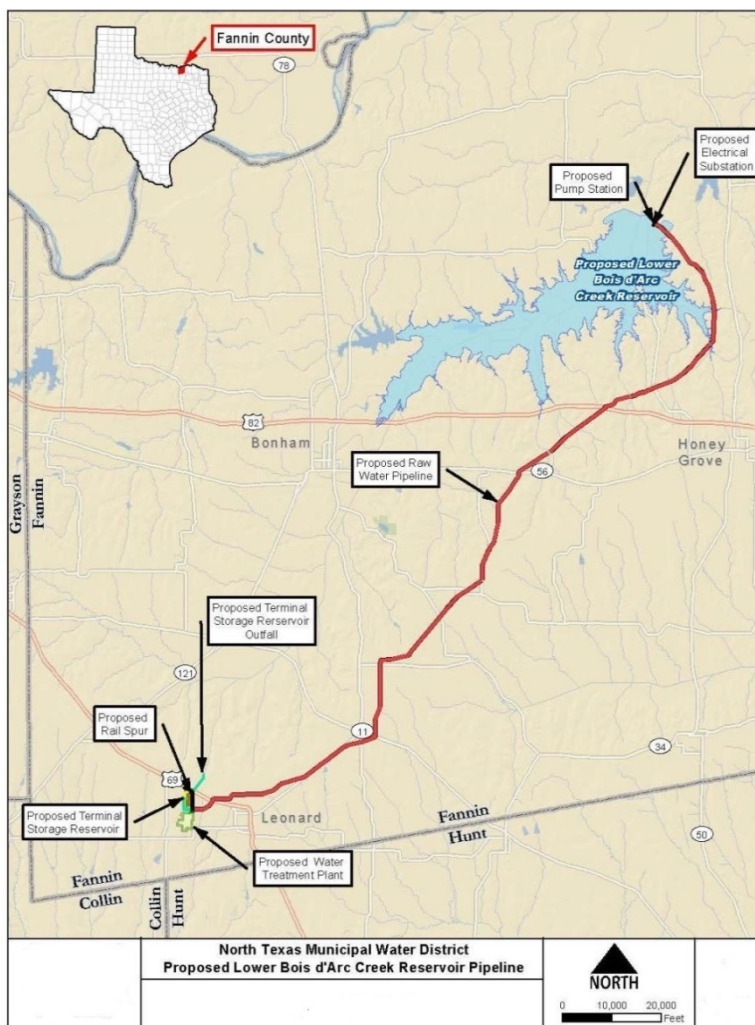 Fannin County
78
Proposed
Electrical
Substation
Proposed
Pump Station
Proposed Lower
Bois d'Arc
Creek Reservoir
82
Bonham
Honey
Grove
56
Proposed Raw
Water Pipeline
Grayson
Fannin
Proposed Terminal
Storage Rerservoir
Outfall
121
Proposed
Rail Spur
11
34
69
Proposed Terminal
Storage Reservoir
Leonard
Fannin
Hunt
50
Proposed Water
Treatment Plant
Fannin
Collin
Collin
Hunt
North Texas Municipal Water District
Proposed Lower Bois d'Arc Creek Reservoir Pipeline
NORTH
0 10,000 20,000
Feet